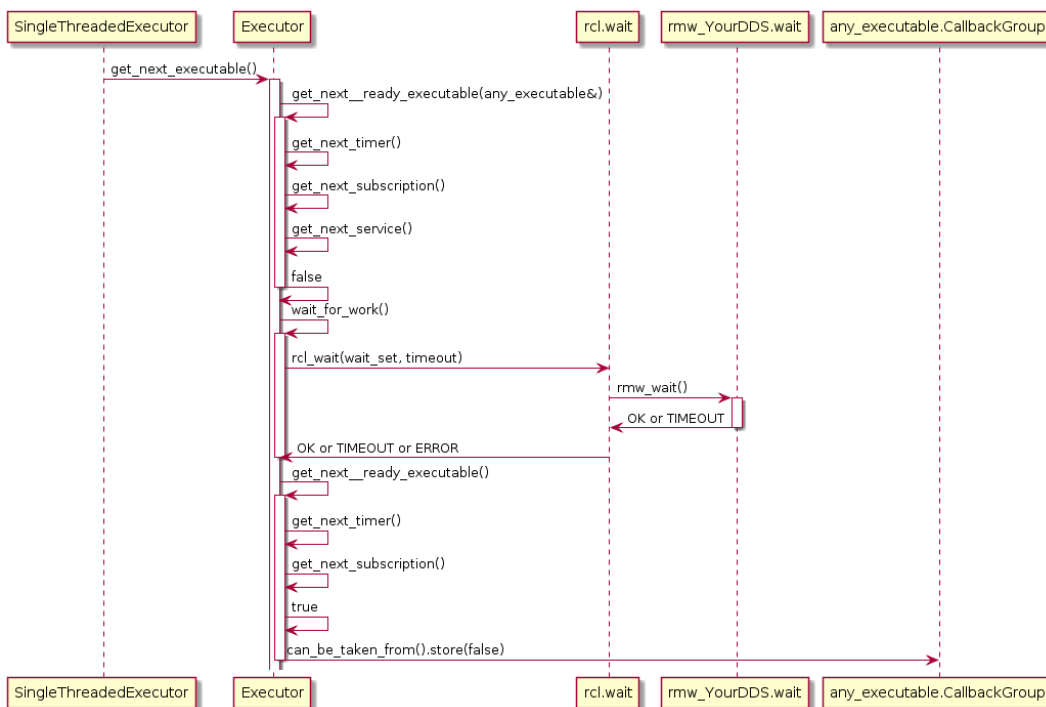 SingleThreadedExecutor
Executor
rcl.wait
rmw_YourDDS.wait
any_executable.CallbackGroup
get_next_executable()
get_next__ready_executable(any_executable&)
get_next_timer()
get_next_subscription()
get_next_service()
false
wait_for_work()
rcl_wait(wait_set, timeout)
rmw_wait()
OK or TIMEOUT
OK or TIMEOUT or ERROR
get_next__ready_executable()
get_next_timer()
get_next_subscription()
true
can_be_taken_from().store(false)
SingleThreadedExecutor
Executor
rcl.wait
rmw_YourDDS.wait
any_executable.CallbackGroup